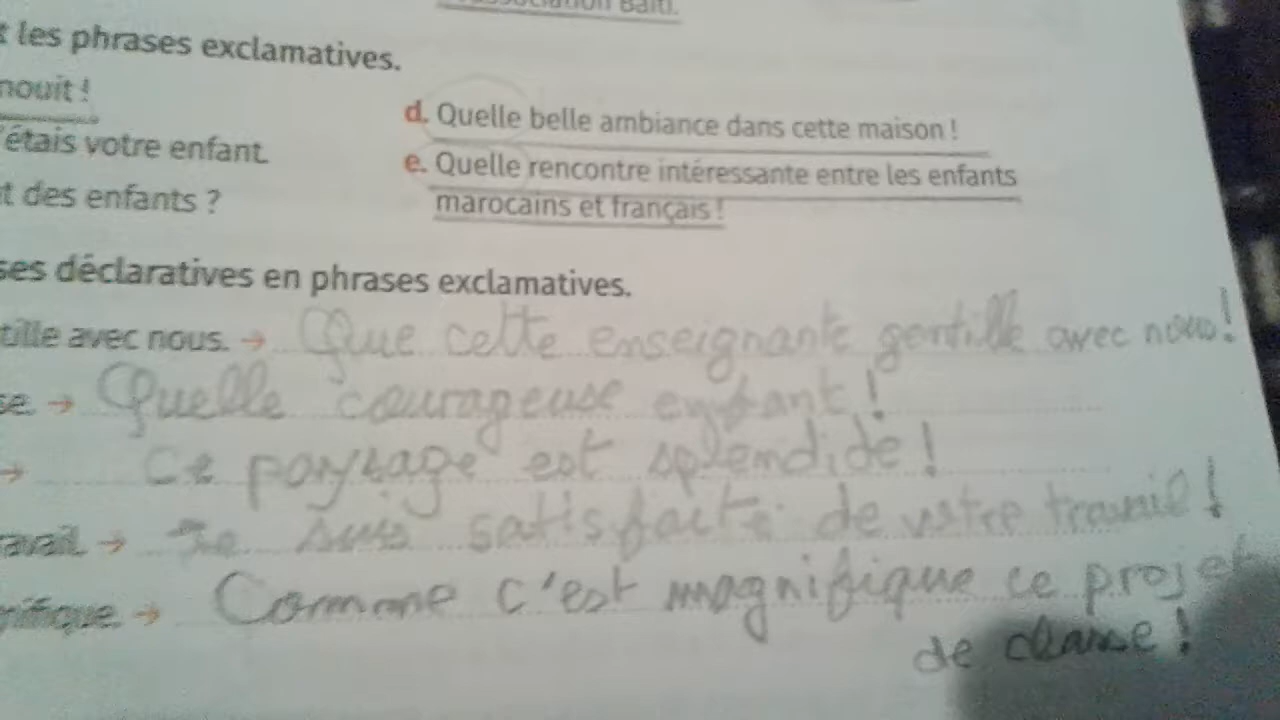 les phrases exclamatives.
nouit !
étais votre enfant.
d. Quelle belle ambiance dans cette maison !
e. Quelle rencontre intéressante entre les enfants
marocains et français !
t des enfants ?
ses déclaratives en phrases exclamatives.
tille avec nous. → Que cette enseignante gentille avec nous!
se. → Quelle courageuse enfant !
→ Ce paysage est splendide !
avail. → Je suis satisfaite de votre travail !
gnifique. → Comme c'est magnifique ce projet
de !